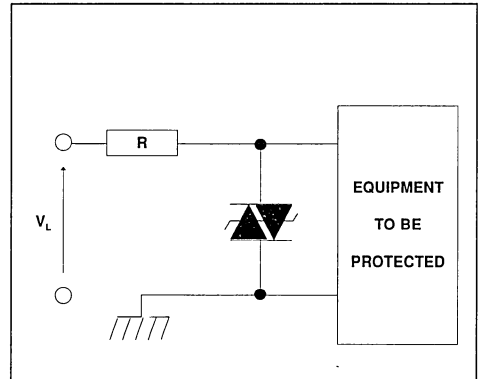 R
V_L
EQUIPMENT
TO BE
PROTECTED